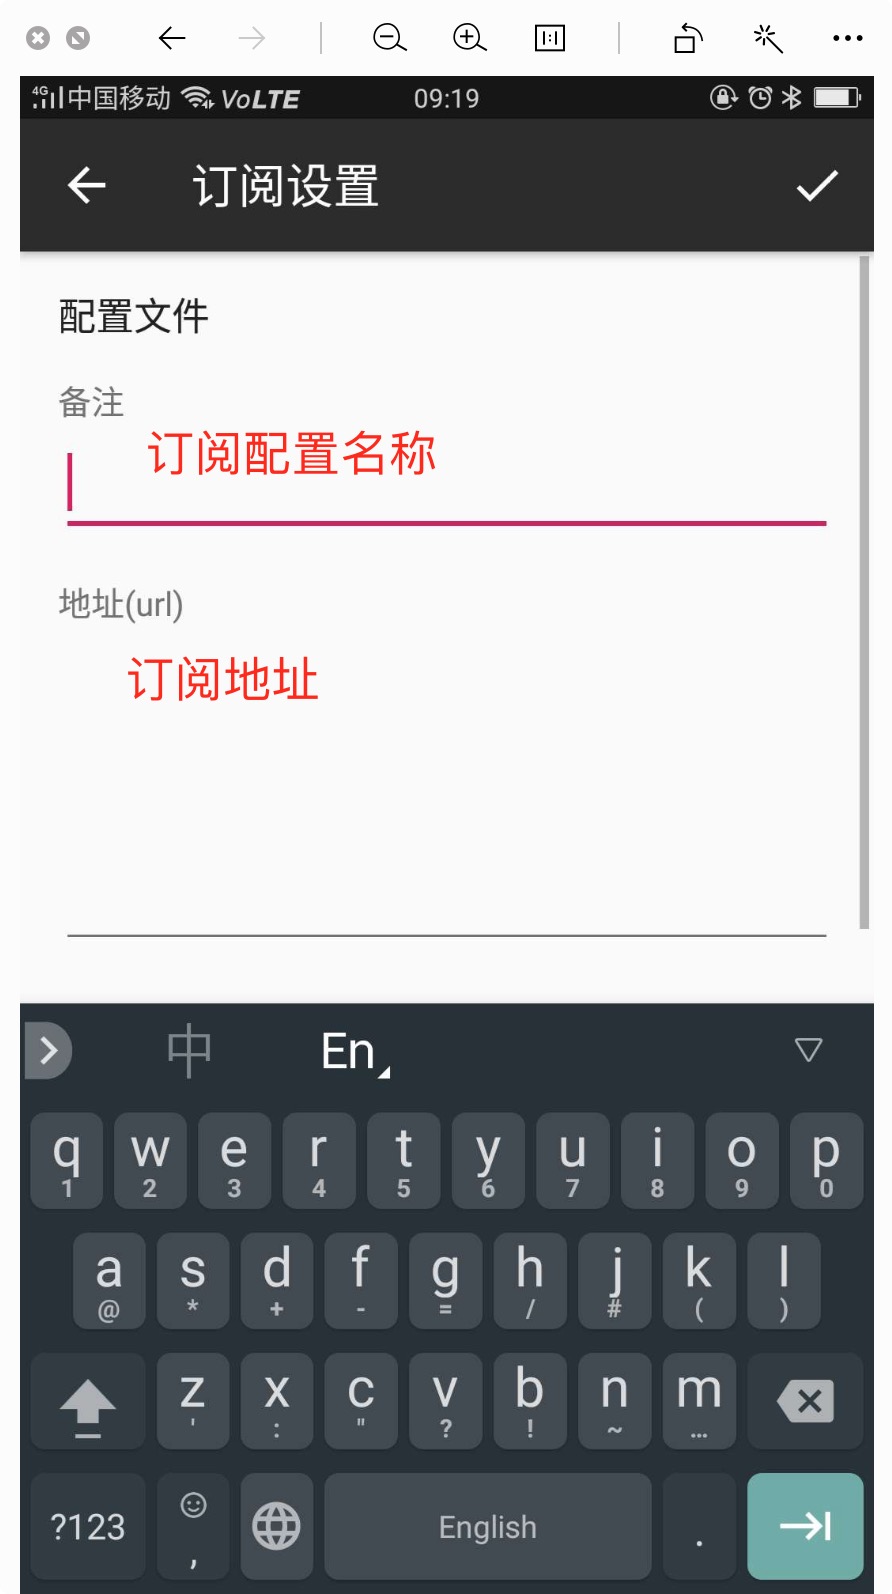 1:1
4G 中国移动 VoLTE 09:19
订阅设置
配置文件
备注
订阅配置名称
地址(url)
订阅地址
中 En
q w e r t y u i o p
1 2 3 4 5 6 7 8 9 0
a s d f g h j k l
@ * + - = / # ( )
z x c v b n m
' : " ? ! ~ …
?123 , English .